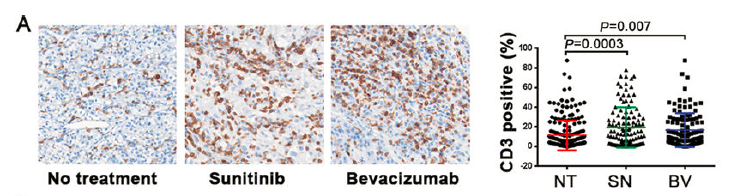 A
No treatment
Sunitinib
Bevacizumab
P=0.007
P=0.0003
CD3 positive (%)
100
80
60
40
20
0
-20
NT
SN
BV